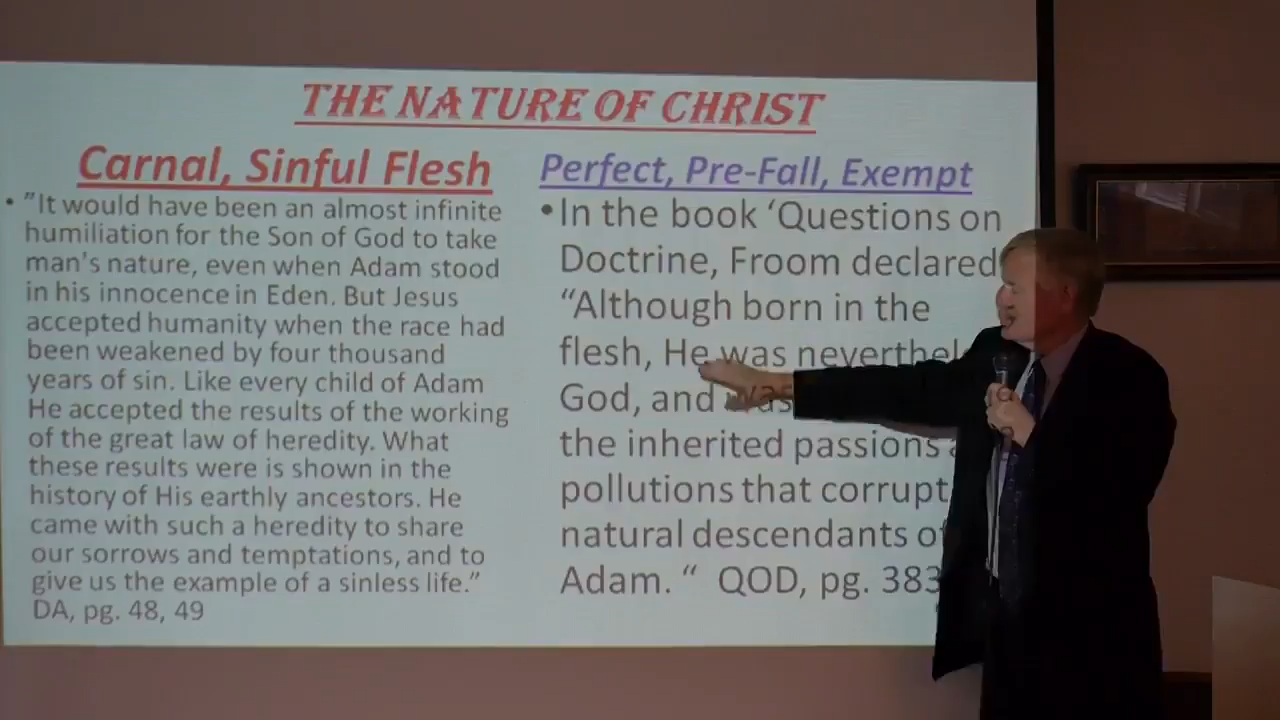 THE NATURE OF CHRIST
Carnal, Sinful Flesh
• "It would have been an almost infinite
humiliation for the Son of God to take
man's nature, even when Adam stood
in his innocence in Eden. But Jesus
accepted humanity when the race had
been weakened by four thousand
years of sin. Like every child of Adam
He accepted the results of the working
of the great law of heredity. What
these results were is shown in the
history of His earthly ancestors. He
came with such a heredity to share
our sorrows and temptations, and to
give us the example of a sinless life."
DA, pg. 48, 49
Perfect, Pre-Fall, Exempt
• In the book ‘Questions on
Doctrine, Froom declared
“Although born in the
flesh, He was
God, and was
the inherited passions
pollutions that corrupt
natural descendants of
Adam. “ QOD, pg. 383